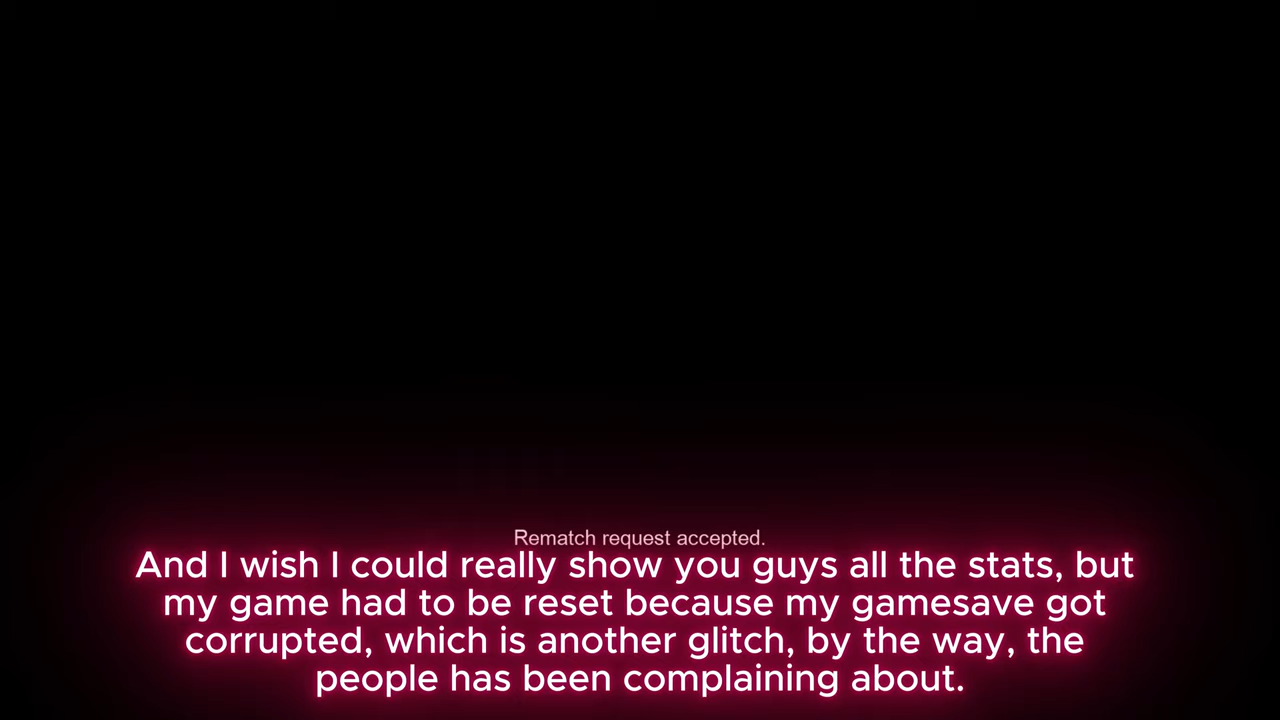 Rematch request accepted.
And I wish I could really show you guys all the stats, but
my game had to be reset because my gamesave got
corrupted, which is another glitch, by the way, the
people has been complaining about.